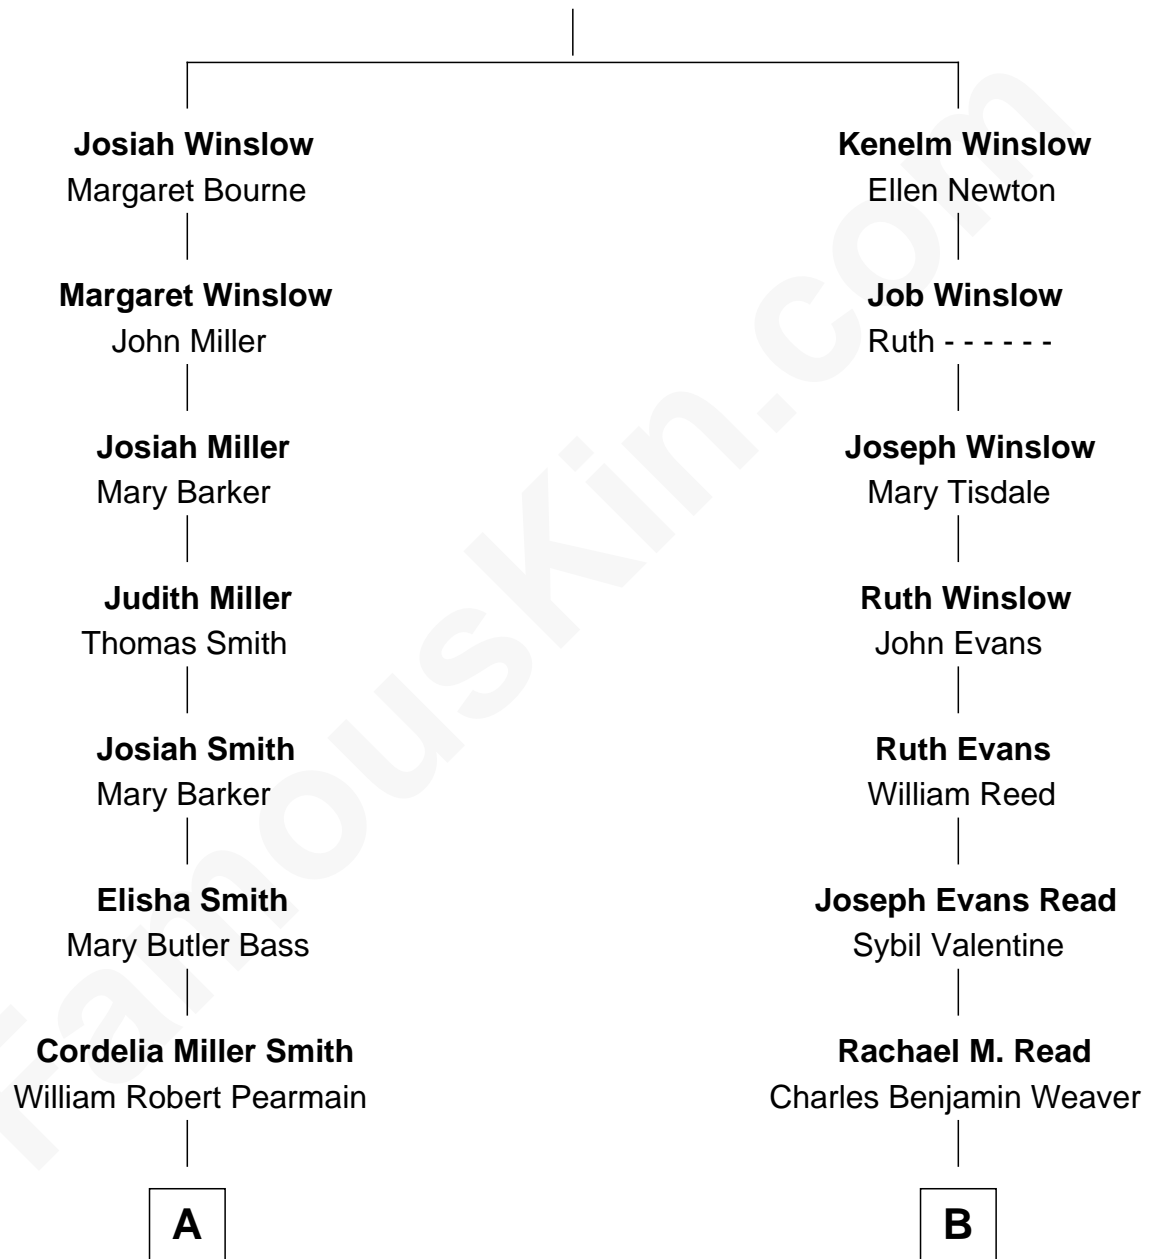 Josiah Winslow
Margaret Bourne
Margaret Winslow
John Miller
Josiah Miller
Mary Barker
Judith Miller
Thomas Smith
Josiah Smith
Mary Barker
Elisha Smith
Mary Butler Bass
Cordelia Miller Smith
William Robert Pearmain
A
Kenelm Winslow
Ellen Newton
Job Winslow
Ruth - - - - - -
Joseph Winslow
Mary Tisdale
Ruth Winslow
John Evans
Ruth Evans
William Reed
Joseph Evans Read
Sybil Valentine
Rachael M. Read
Charles Benjamin Weaver
B
FamousKin.com